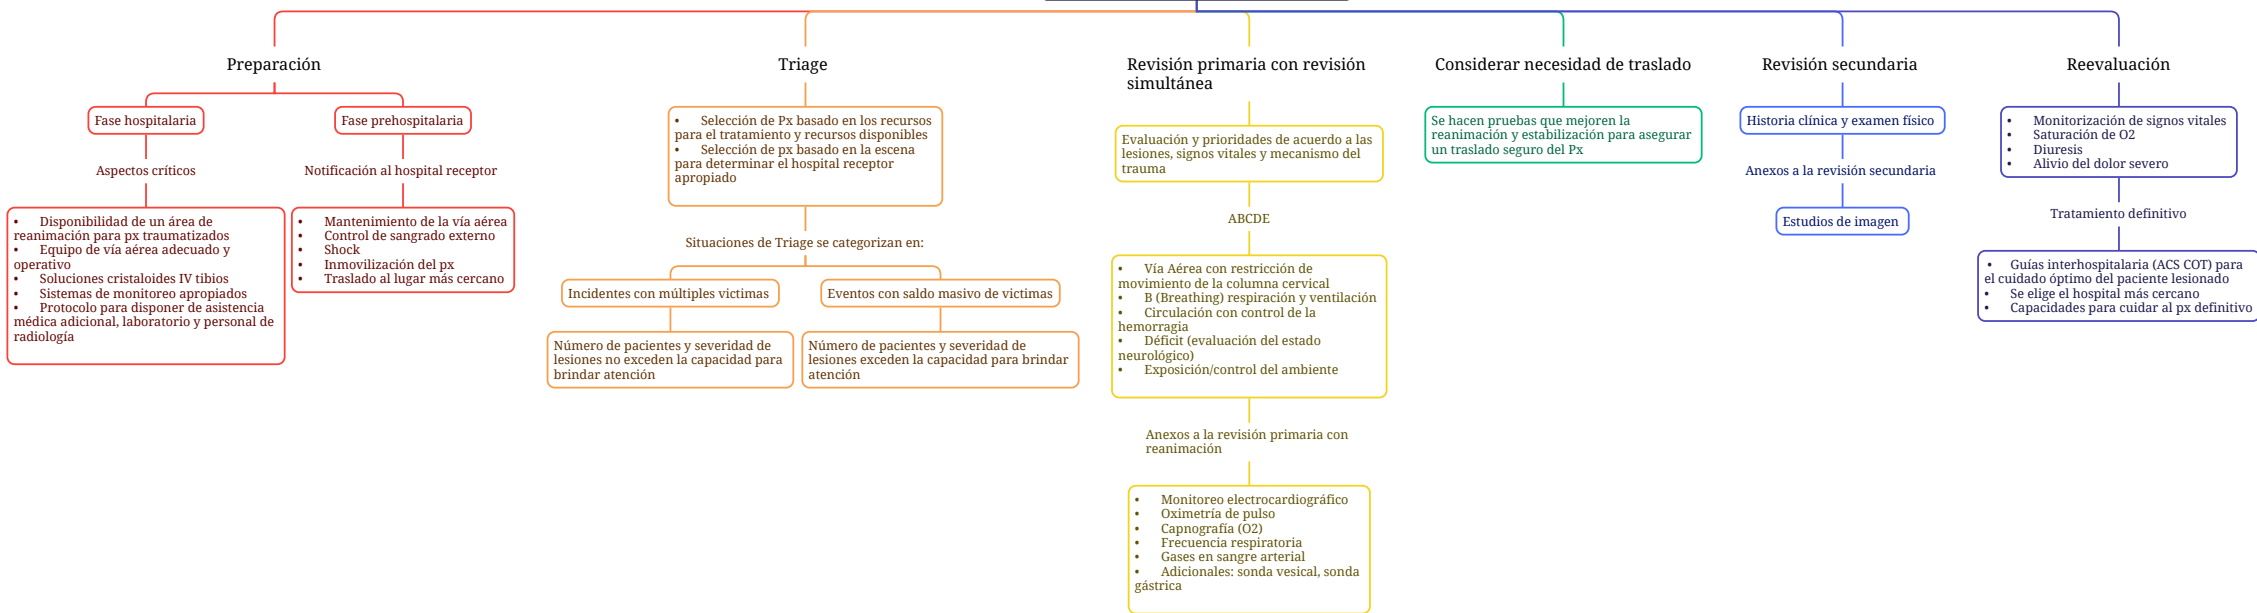 Preparación
Fase hospitalaria
Aspectos críticos
• Disponibilidad de un área de
reanimación para px traumatizados
• Equipo de vía aérea adecuado y
operativo
• Soluciones cristaloides IV tibios
• Sistemas de monitoreo apropiados
• Protocolo para disponer de asistencia
médica adicional, laboratorio y personal de
radiología
Fase prehospitalaria
Notificación al hospital receptor
• Mantenimiento de la vía aérea
• Control de sangrado externo
• Shock
• Inmovilización del px
• Traslado al lugar más cercano
Triage
• Selección de Px basado en los recursos
para el tratamiento y recursos disponibles
• Selección de px basado en la escena
para determinar el hospital receptor
apropiado
Situaciones de Triage se categorizan en:
Incidentes con múltiples victimas
Número de pacientes y severidad de
lesiones no exceden la capacidad para
brindar atención
Eventos con saldo masivo de victimas
Número de pacientes y severidad de
lesiones exceden la capacidad para brindar
atención
Revisión primaria con revisión
simultánea
Evaluación y prioridades de acuerdo a las
lesiones, signos vitales y mecanismo del
trauma
ABCDE
• Vía Aérea con restricción de
movimiento de la columna cervical
• B (Breathing) respiración y ventilación
• Circulación con control de la
hemorragia
• Déficit (evaluación del estado
neurológico)
• Exposición/control del ambiente
Anexos a la revisión primaria con
reanimación
• Monitoreo electrocardiográfico
• Oximetría de pulso
• Capnografía (O2)
• Frecuencia respiratoria
• Gases en sangre arterial
• Adicionales: sonda vesical, sonda
gástrica
Considerar necesidad de traslado
Se hacen pruebas que mejoren la
reanimación y estabilización para asegurar
un traslado seguro del Px
Revisión secundaria
Historia clínica y examen físico
Anexos a la revisión secundaria
Estudios de imagen
Reevaluación
• Monitorización de signos vitales
• Saturación de O2
• Diuresis
• Alivio del dolor severo
Tratamiento definitivo
• Guías interhospitalaria (ACS COT) para
el cuidado óptimo del paciente lesionado
• Se elige el hospital más cercano
• Capacidades para cuidar al px definitivo